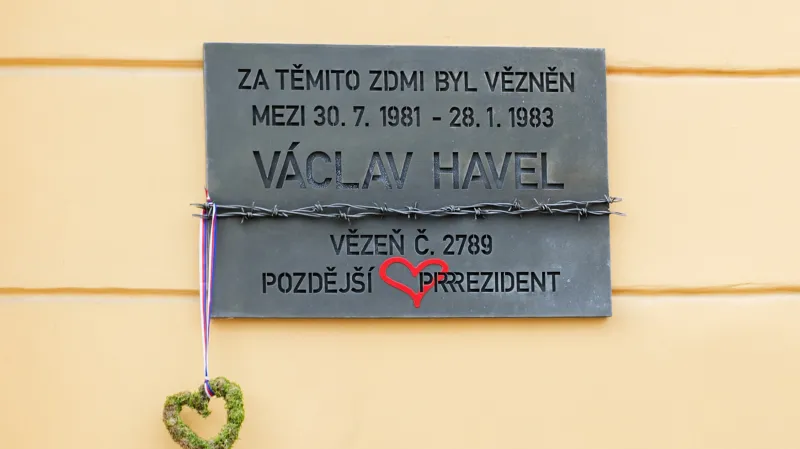 ZA TĚMITO ZDMI BYL VĚZNĚN
MEZI 30. 7. 1981 - 28. 1. 1983
VÁCLAV HAVEL
VĚZEŇ Č. 2789
POZDĚJŠÍ PRRREZIDENT